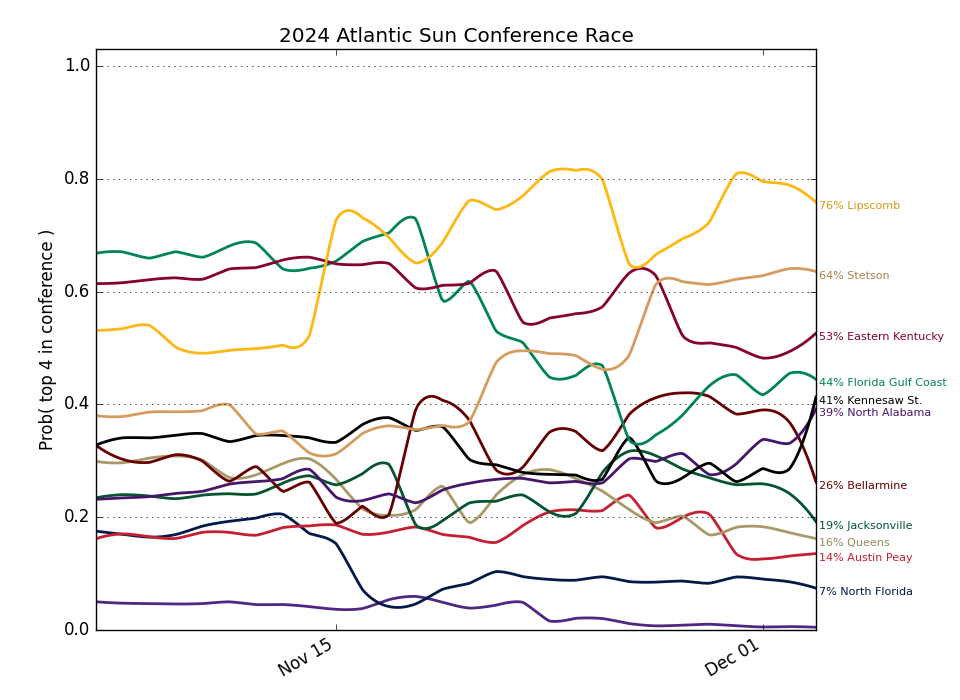 2024 Atlantic Sun Conference Race
Prob( top 4 in conference )
1.0
0.8
0.6
0.4
0.2
0.0
Nov 15
Dec 01
76% Lipscomb
64% Stetson
53% Eastern Kentucky
44% Florida Gulf Coast
41% Kennesaw St.
39% North Alabama
26% Bellarmine
19% Jacksonville
16% Queens
14% Austin Peay
7% North Florida